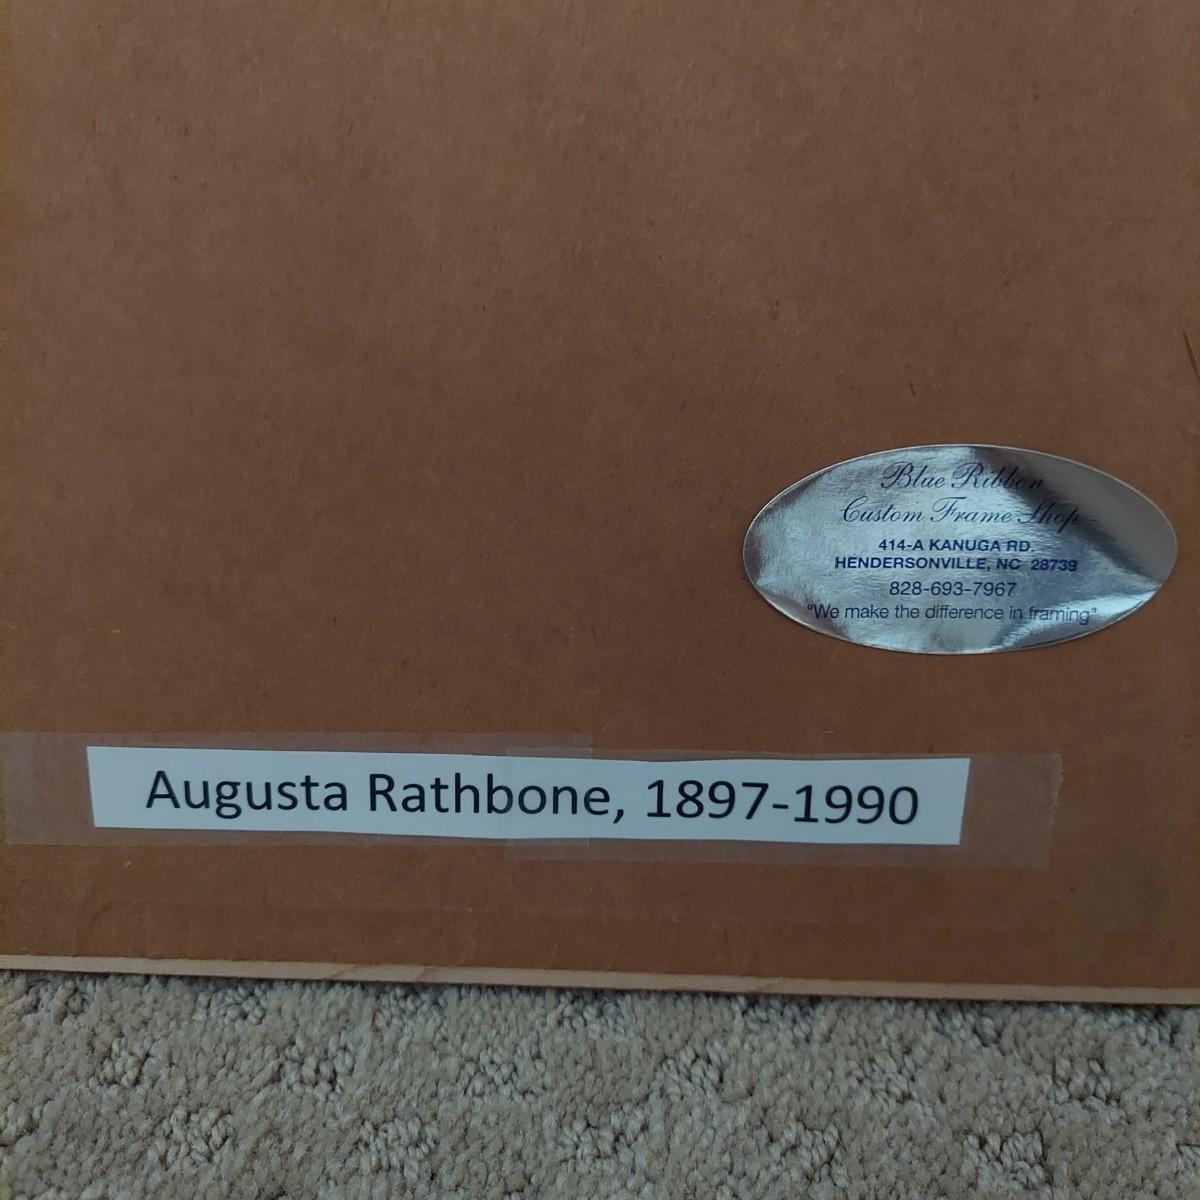 Blue Ribbon
Custom Frame Shop
414-A KANUGA RD.
HENDERSONVILLE, NC 28739
828-693-7967
"We make the difference in framing"
Augusta Rathbone, 1897-1990